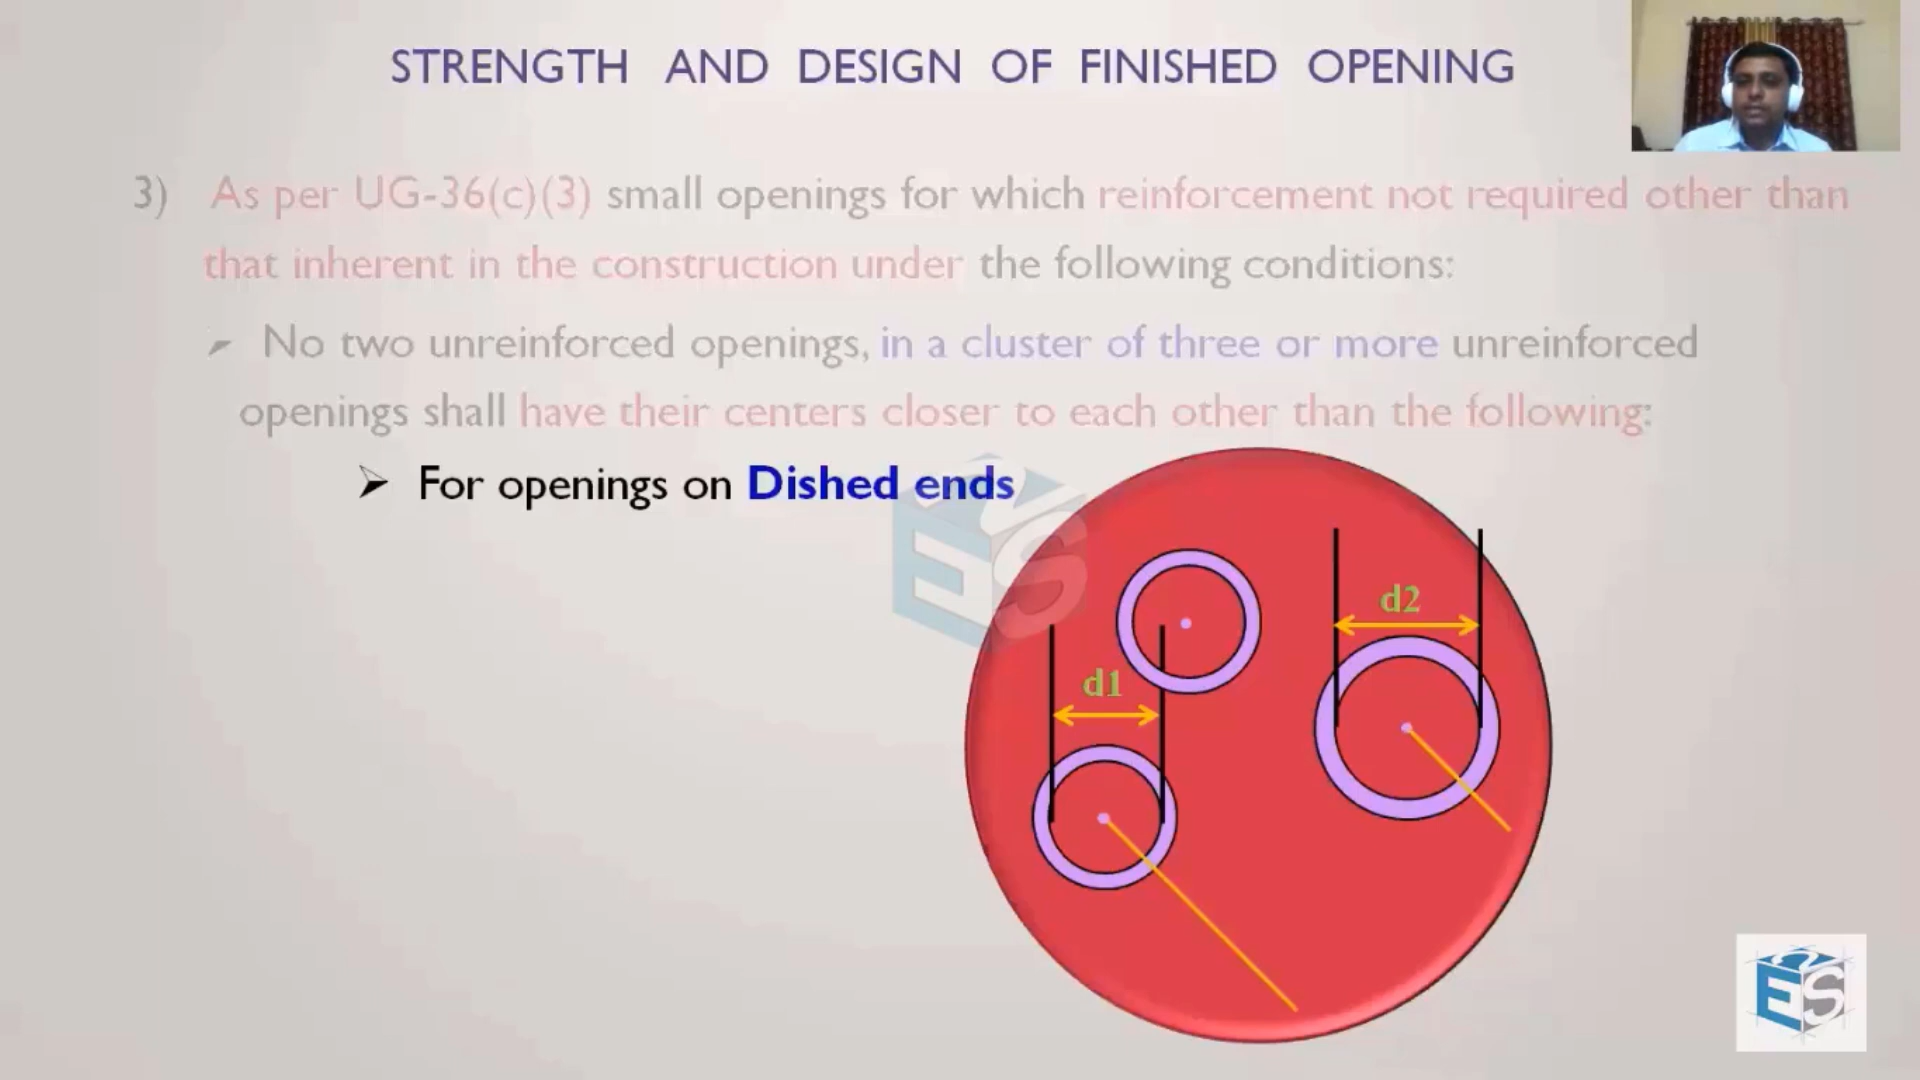 STRENGTH AND DESIGN OF FINISHED OPENING
3) As per UG-36(c)(3) small openings for which reinforcement not required other than
that inherent in the construction under the following conditions:
➢ No two unreinforced openings, in a cluster of three or more unreinforced
openings shall have their centers closer to each other than the following:
➢ For openings on Dished ends
d2
d1
ES
ES